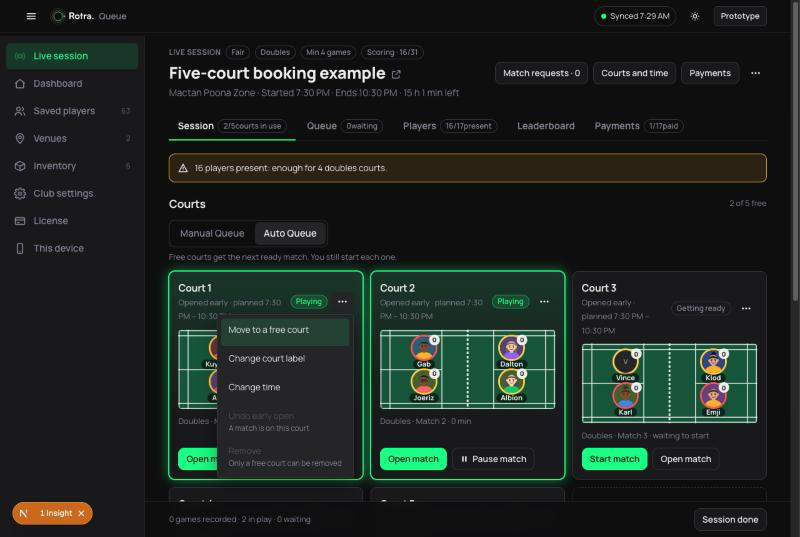 Rotra. Queue
Synced 7:29 AM
Prototype
Live session
Dashboard
Saved players 63
Venues 2
Inventory 6
Club settings
License
This device
LIVE SESSION Fair Doubles Min 4 games Scoring · 16/31
Five-court booking example
Mactan Poona Zone · Started 7:30 PM · Ends 10:30 PM · 15 h 1 min left
Match requests · 0
Courts and time
Payments
Session 2/5courts in use
Queue 0waiting
Players 16/17present
Leaderboard
Payments 1/17paid
16 players present: enough for 4 doubles courts.
Courts
2 of 5 free
Manual Queue
Auto Queue
Free courts get the next ready match. You still start each one.
Court 1
Opened early · planned 7:30
PM – 10:30
Playing
Move to a free court
Change court label
Change time
Undo early open
A match is on this court
Remove
Only a free court can be removed
Doubles
Open
Court 2
Opened early · planned 7:30
PM – 10:30 PM
Playing
0 0
Gab Dalton
0 0
Joeriz Albion
Doubles · Match 2 · 0 min
Open match
Pause match
Court 3
Opened early ·
planned 7:30 PM –
10:30 PM
Getting ready
V
0 0
Vince Kiod
0 0
Karl Emji
Doubles · Match 3 · waiting to start
Start match
Open match
N 1 Insight
0 games recorded · 2 in play · 0 waiting
Session done